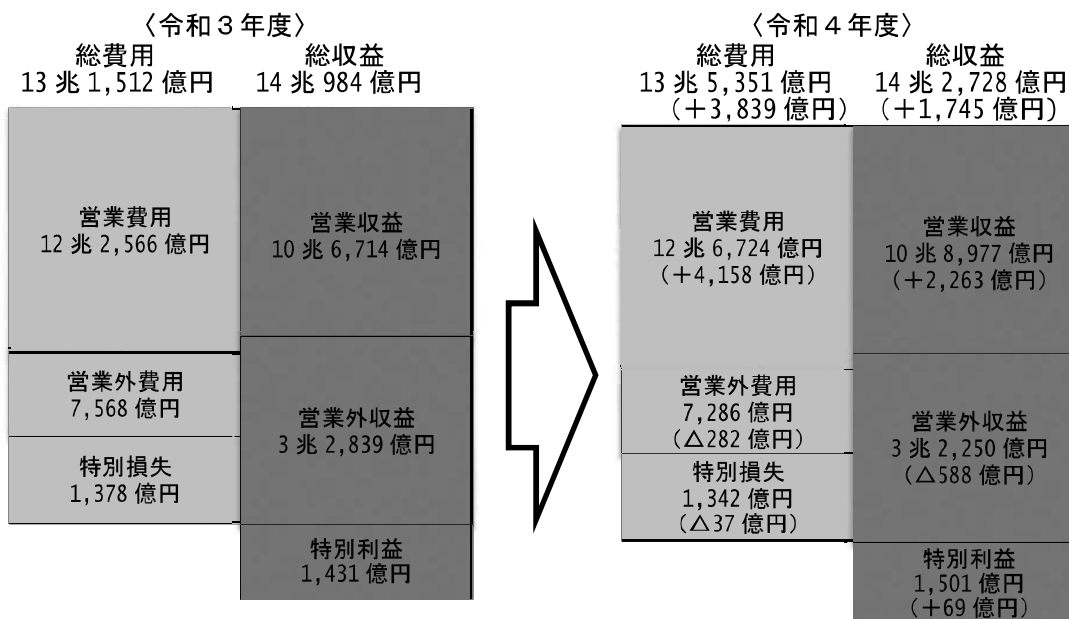 〈令和３年度〉
総費用
13 兆 1,512 億円
総収益
14 兆 984 億円
営業費用
12 兆 2,566 億円
営業外費用
7,568 億円
特別損失
1,378 億円
営業収益
10 兆 6,714 億円
営業外収益
3 兆 2,839 億円
特別利益
1,431 億円
〈令和４年度〉
総費用
13 兆 5,351 億円
（＋3,839 億円）
総収益
14 兆 2,728 億円
（＋1,745 億円）
営業費用
12 兆 6,724 億円
（＋4,158 億円）
営業外費用
7,286 億円
（△282 億円）
特別損失
1,342 億円
（△37 億円）
営業収益
10 兆 8,977 億円
（＋2,263 億円）
営業外収益
3 兆 2,250 億円
（△588 億円）
特別利益
1,501 億円
（＋69 億円）